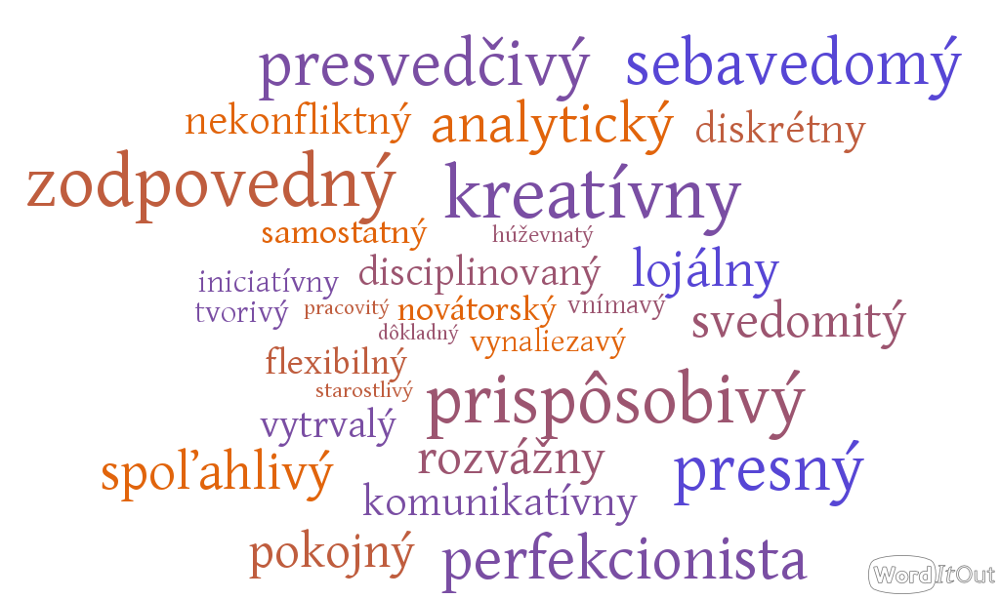 presvedčivý sebavedomý
nekonfliktný analytický diskrétny
zodpovedný kreatívny
samostatný húževnatý
disciplinovaný lojálny
iniciatívny
tvorivý pracovitý novátorský vnímavý svedomitý
dôkladný vynaliezavý
flexibilný
starostlívý prispôsobivý
vytrvalý
spoľahlivý rozvážny presný
komunikatívny
pokojný perfekcionista
WordItOut